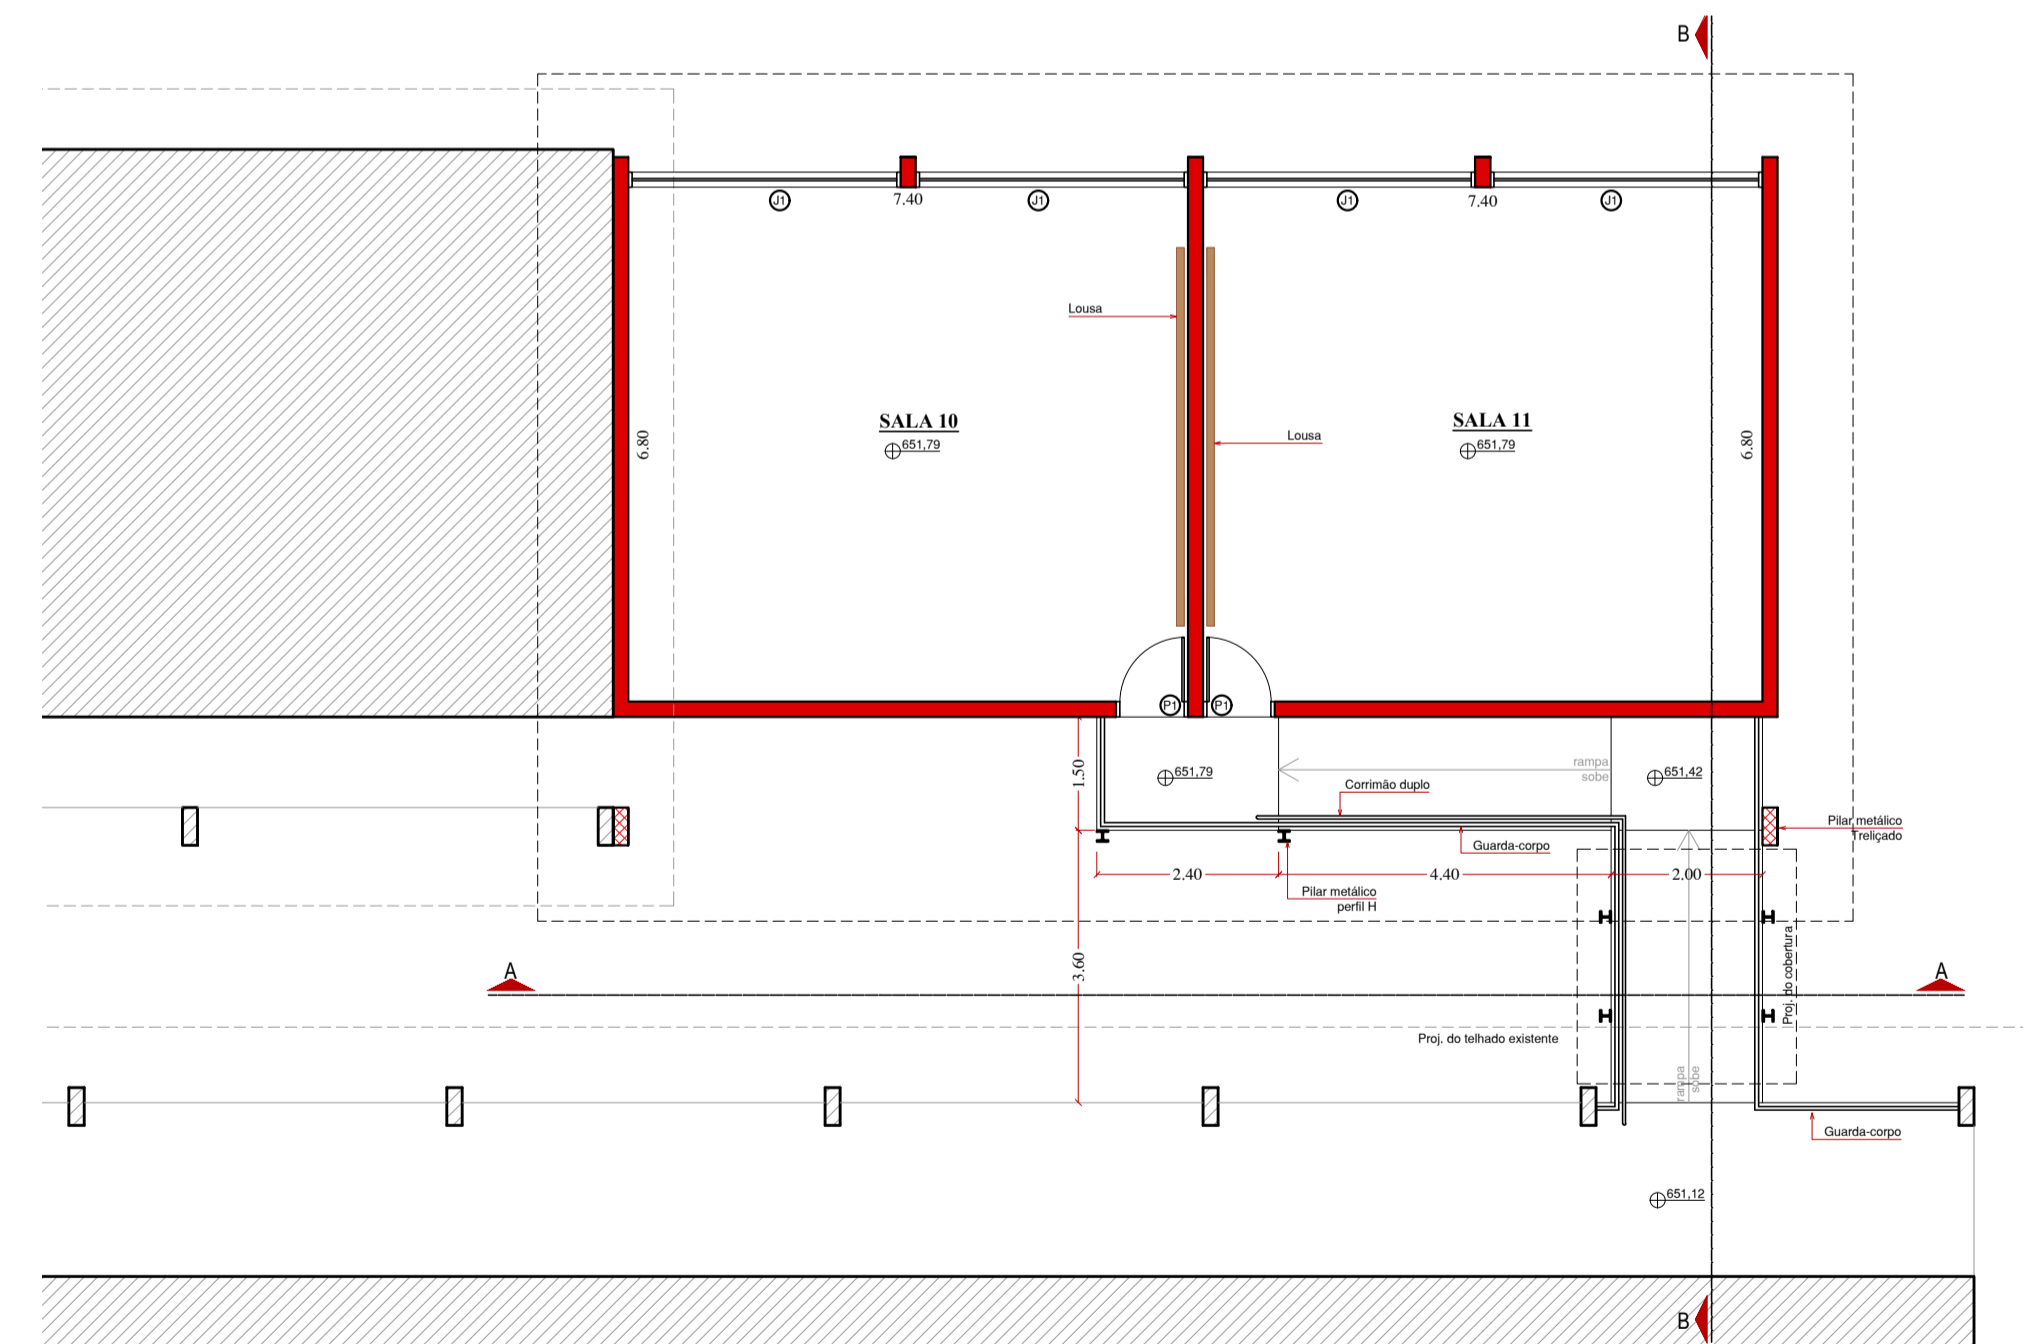 B
J1
7.40
J1
J1
7.40
J1
Lousa
SALA 10
651,79
6.80
Lousa
SALA 11
651,79
6.80
P1
P1
1.50
651,79
rampa
sobe
651,42
Corrimão duplo
Guarda-corpo
Pilar metálico
Treliçado
2.40
4.40
2.00
Pilar metálico
perfil H
3.60
A
A
Proj. do cobertura
Proj. do telhado existente
rampa
sobe
Guarda-corpo
651,12
B